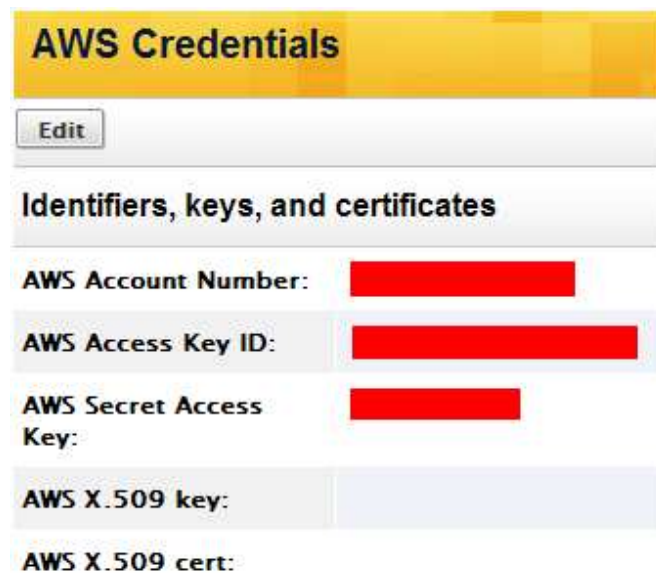 AWS Credentials
Edit
Identifiers, keys, and certificates
AWS Account Number:
AWS Access Key ID:
AWS Secret Access
Key:
AWS X.509 key:
AWS X.509 cert: